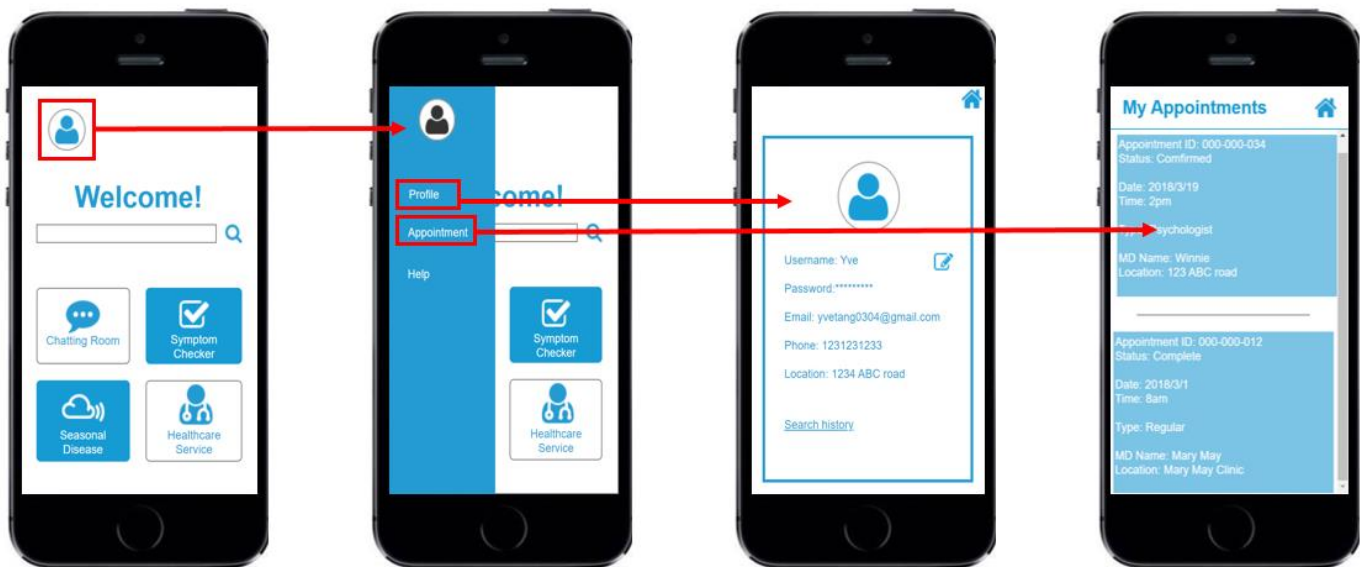 Welcome!
Chatting Room
Symptom
Checker
Seasonal
Disease
Healthcare
Service
Profile
come!
Appointment
Help
Symptom
Checker
Healthcare
Service
Username: Yve
Password:*********
Email: yvetang0304@gmail.com
Phone: 1231231233
Location: 1234 ABC road
Search history
My Appointments
Appointment ID: 000-000-034
Status: Comfirmed
Date: 2018/3/19
Time: 2pm
Type: Psychologist
MD Name: Winnie
Location: 123 ABC road
Appointment ID: 000-000-012
Status: Complete
Date: 2018/3/1
Time: 8am
Type: Regular
MD Name: Mary May
Location: Mary May Clinic